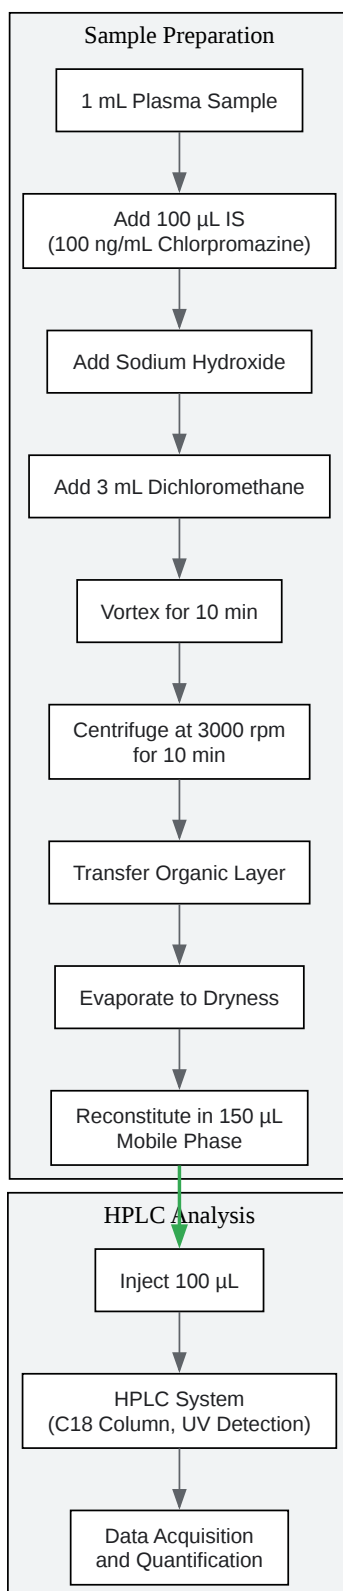 Sample Preparation
1 mL Plasma Sample
Add 100 µL IS
(100 ng/mL Chlorpromazine)
Add Sodium Hydroxide
Add 3 mL Dichloromethane
Vortex for 10 min
Centrifuge at 3000 rpm
for 10 min
Transfer Organic Layer
Evaporate to Dryness
Reconstitute in 150 µL
Mobile Phase
HPLC Analysis
Inject 100 µL
HPLC System
(C18 Column, UV Detection)
Data Acquisition
and Quantification